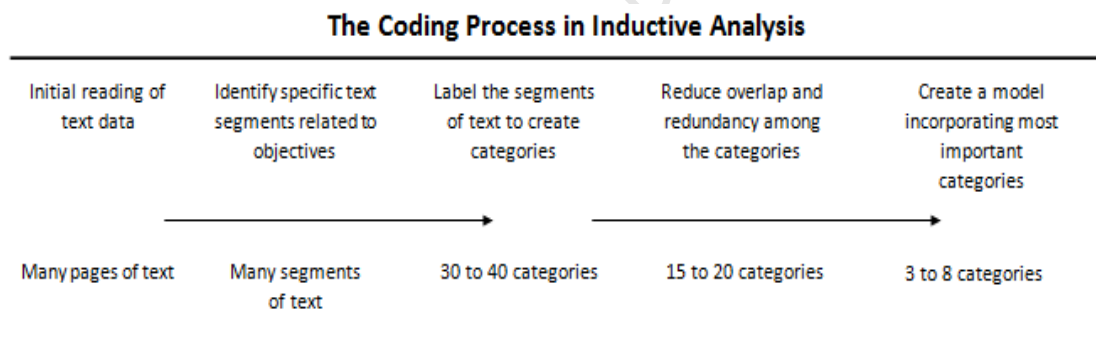 The Coding Process in Inductive Analysis
Initial reading of
text data
Identify specific text
segments related to
objectives
Label the segments
of text to create
categories
Reduce overlap and
redundancy among
the categories
Create a model
incorporating most
important
categories
Many pages of text
Many segments
of text
30 to 40 categories
15 to 20 categories
3 to 8 categories